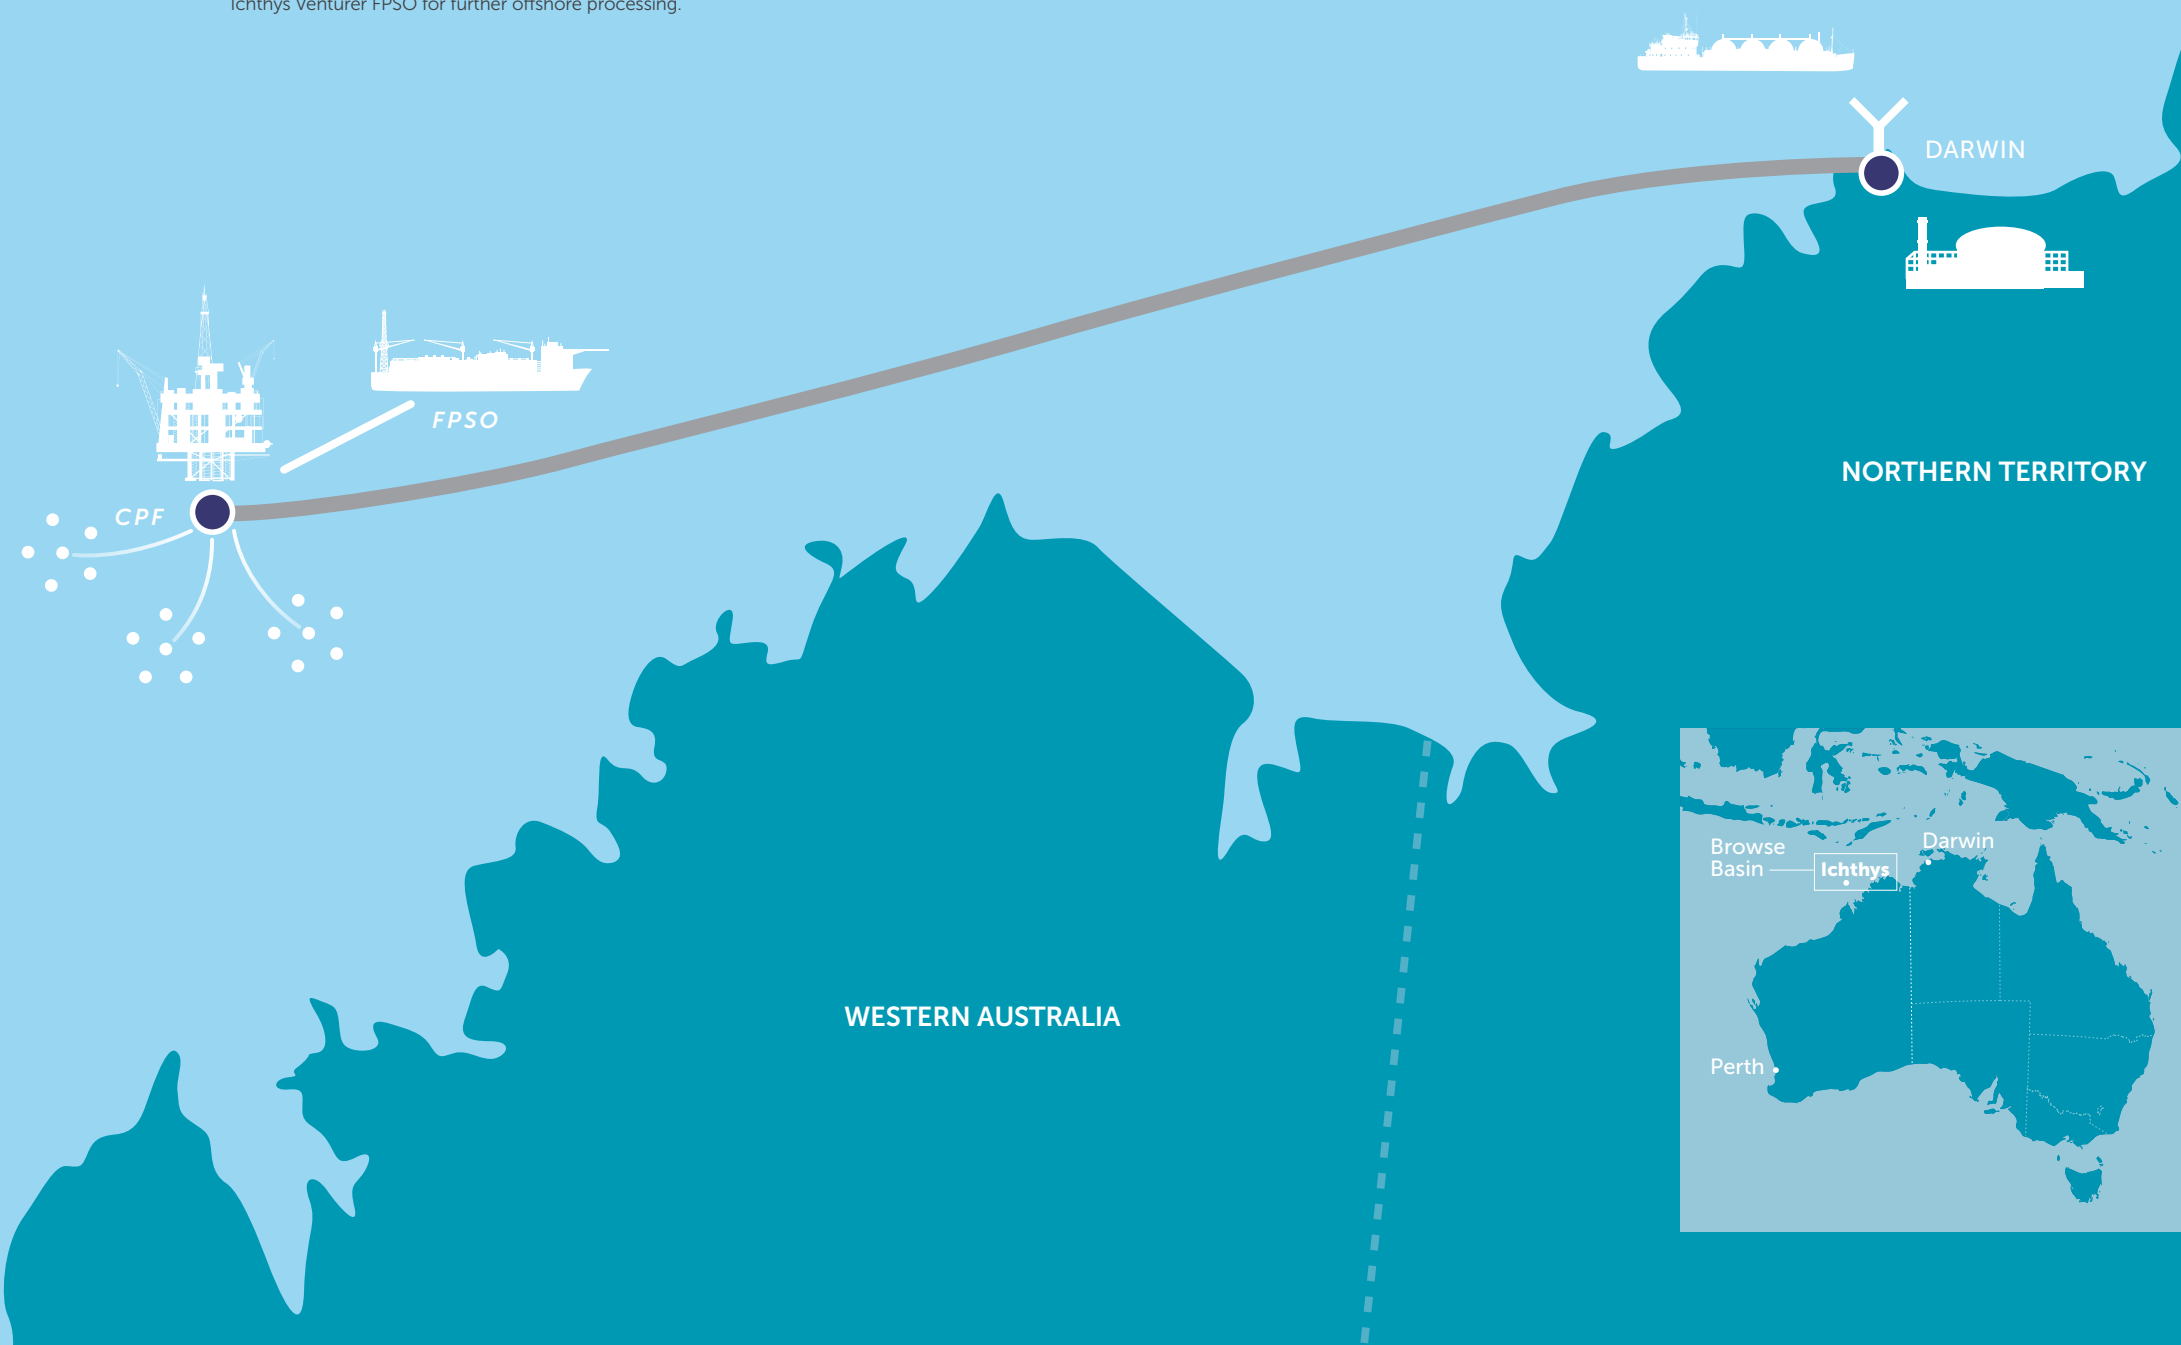 Ichthys Venturer FPSO for further offshore processing.
DARWIN
FPSO
NORTHERN TERRITORY
CPF
Browse
Basin
Ichthys
Darwin
WESTERN AUSTRALIA
Perth